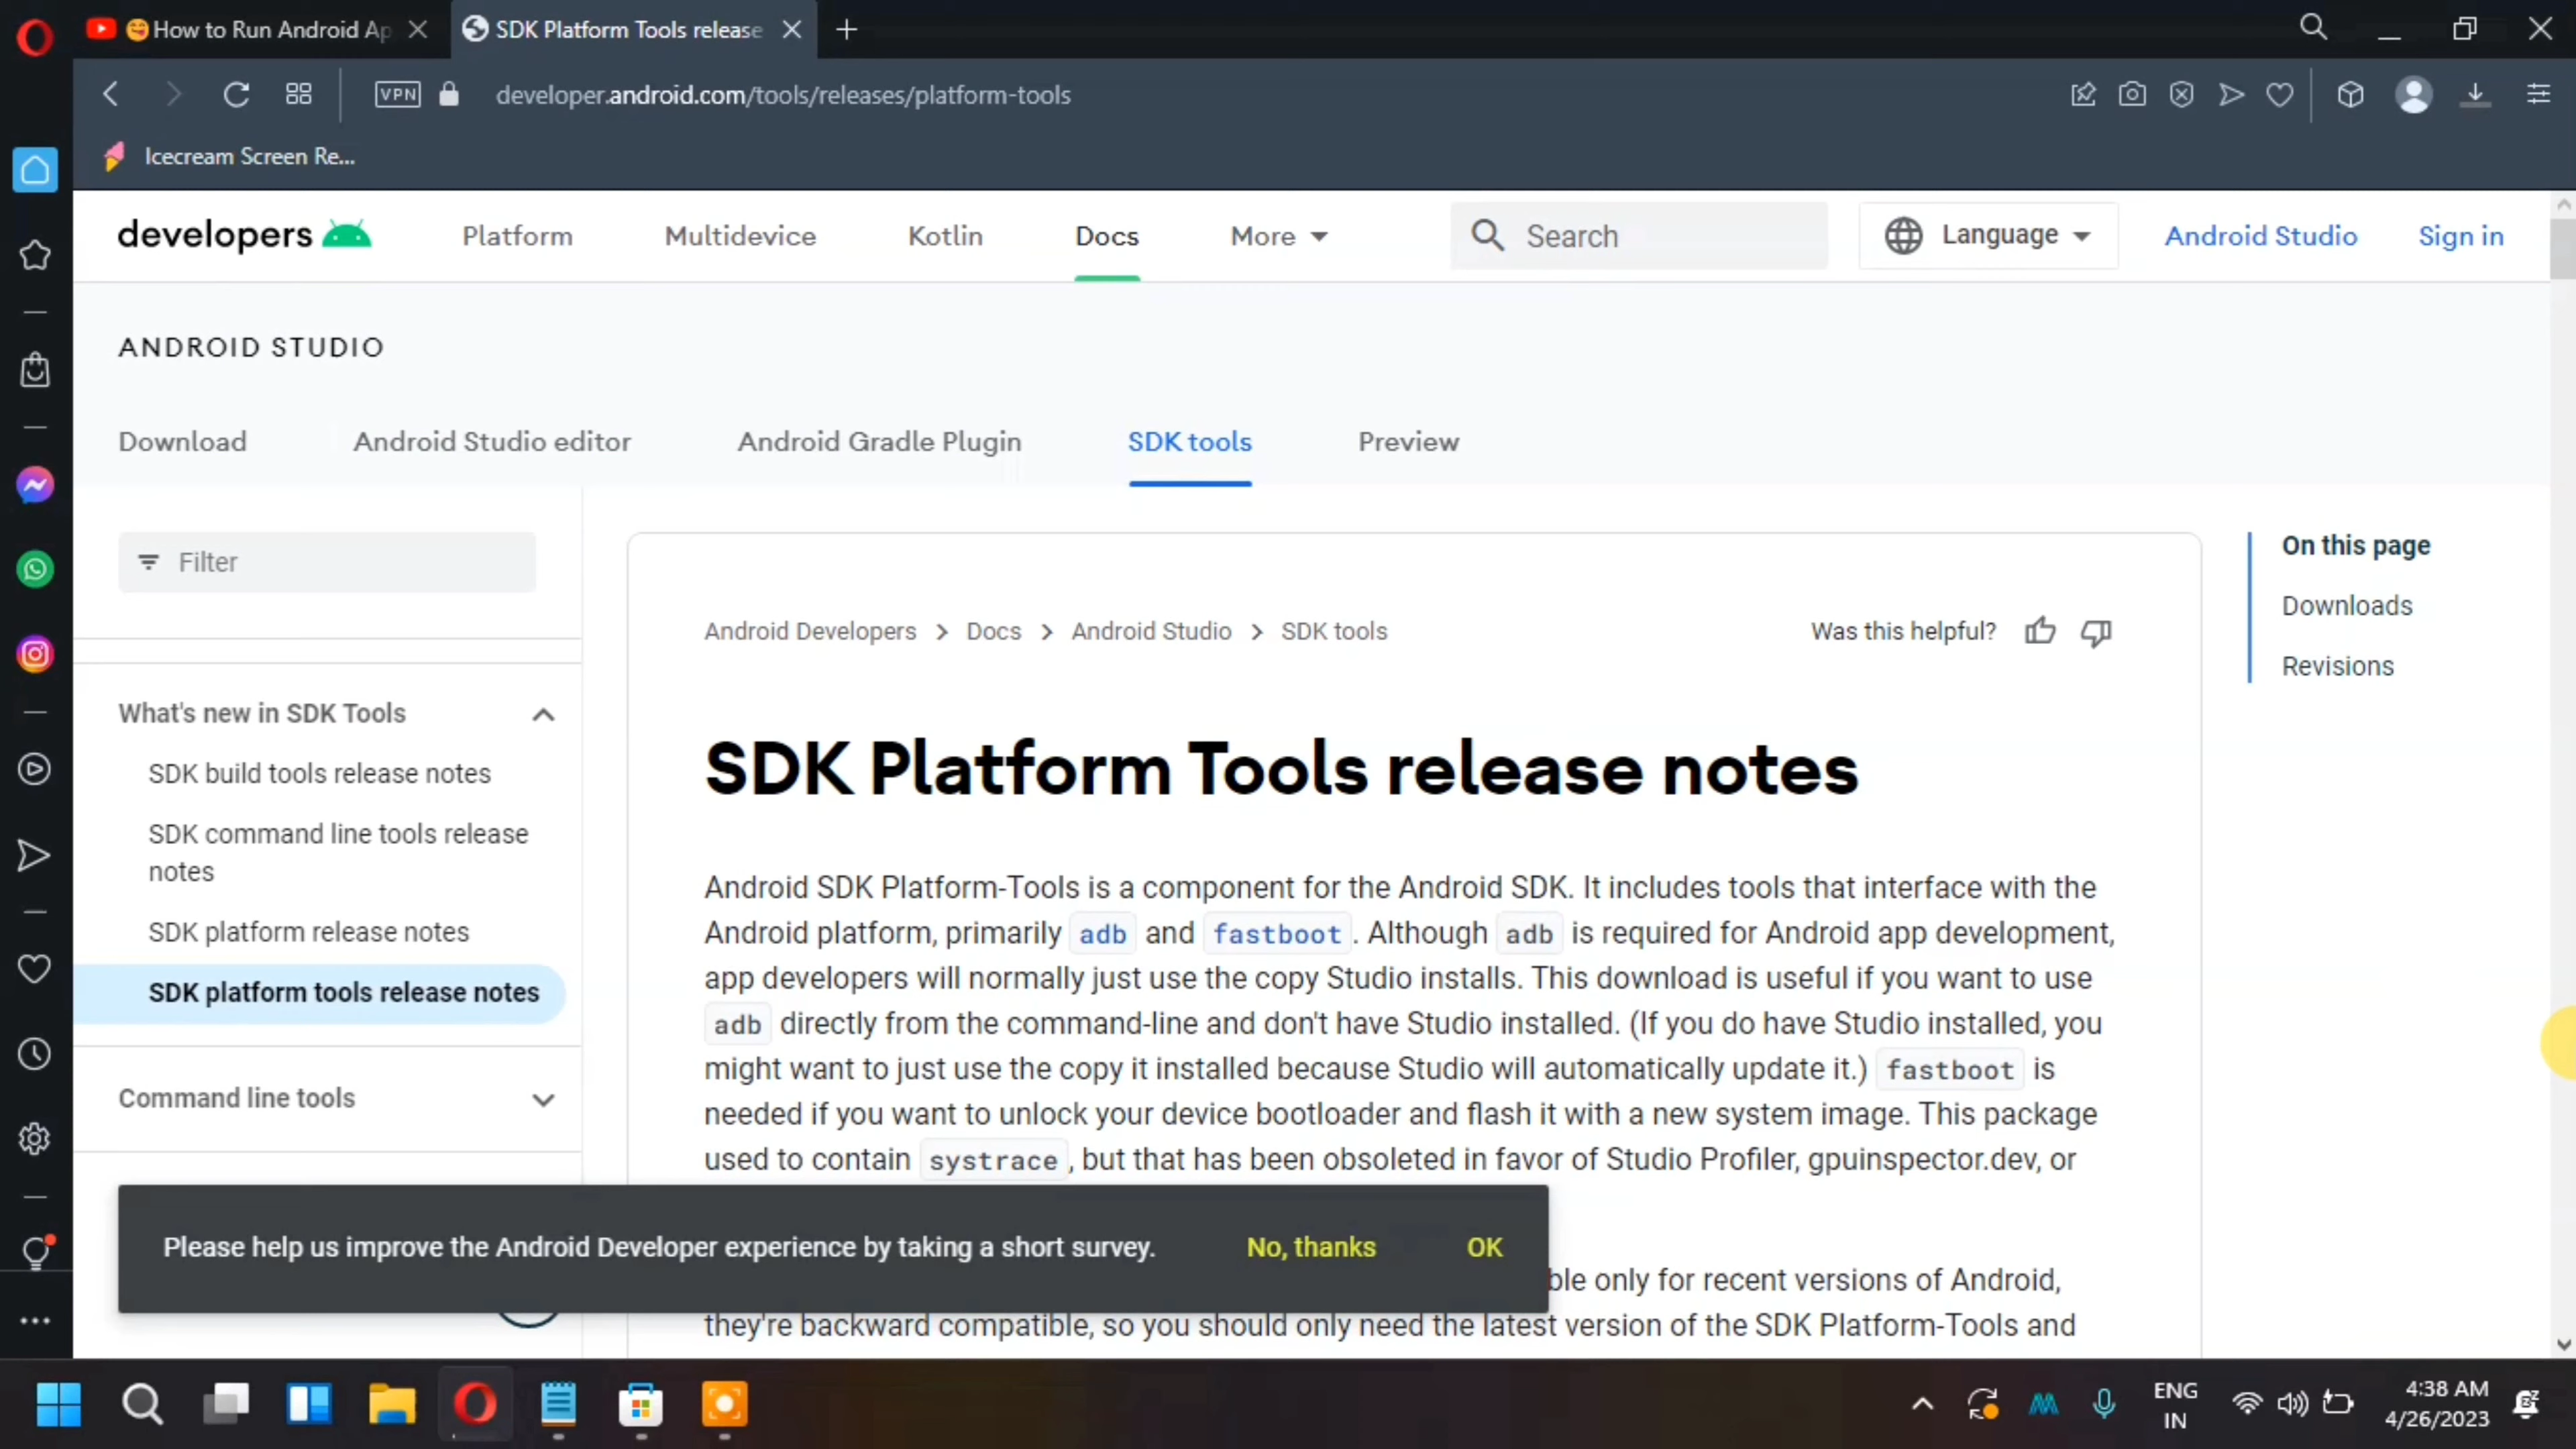 How to Run Android Ap
SDK Platform Tools release
VPN
developer.android.com/tools/releases/platform-tools
Icecream Screen Re...
developers
Platform
Multidevice
Kotlin
Docs
More
Search
Language
Android Studio
Sign in
ANDROID STUDIO
Download
Android Studio editor
Android Gradle Plugin
SDK tools
Preview
Filter
What's new in SDK Tools
SDK build tools release notes
SDK command line tools release
notes
SDK platform release notes
SDK platform tools release notes
Command line tools
Android Developers > Docs > Android Studio > SDK tools
Was this helpful?
SDK Platform Tools release notes
Android SDK Platform-Tools is a component for the Android SDK. It includes tools that interface with the
Android platform, primarily adb and fastboot. Although adb is required for Android app development,
app developers will normally just use the copy Studio installs. This download is useful if you want to use
adb directly from the command-line and don't have Studio installed. (If you do have Studio installed, you
might want to just use the copy it installed because Studio will automatically update it.) fastboot is
needed if you want to unlock your device bootloader and flash it with a new system image. This package
used to contain systrace, but that has been obsoleted in favor of Studio Profiler, gpuinspector.dev, or
ble only for recent versions of Android,
they're backward compatible, so you should only need the latest version of the SDK Platform-Tools and
On this page
Downloads
Revisions
Please help us improve the Android Developer experience by taking a short survey.
No, thanks
OK
ENG
IN
4:38 AM
4/26/2023